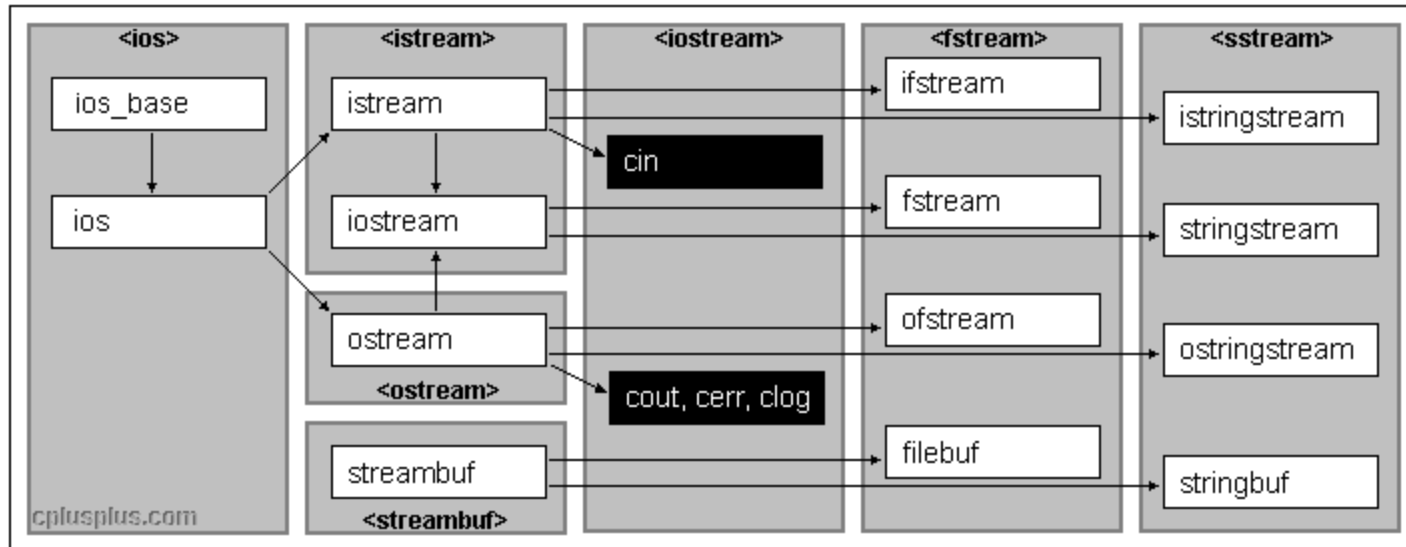 <ios>
ios_base
ios
cplusplus.com
<istream>
istream
iostream
ostream
<ostream>
streambuf
<streambuf>
<iostream>
cin
cout, cerr, clog
<fstream>
ifstream
fstream
ofstream
filebuf
<sstream>
istringstream
stringstream
ostringstream
stringbuf